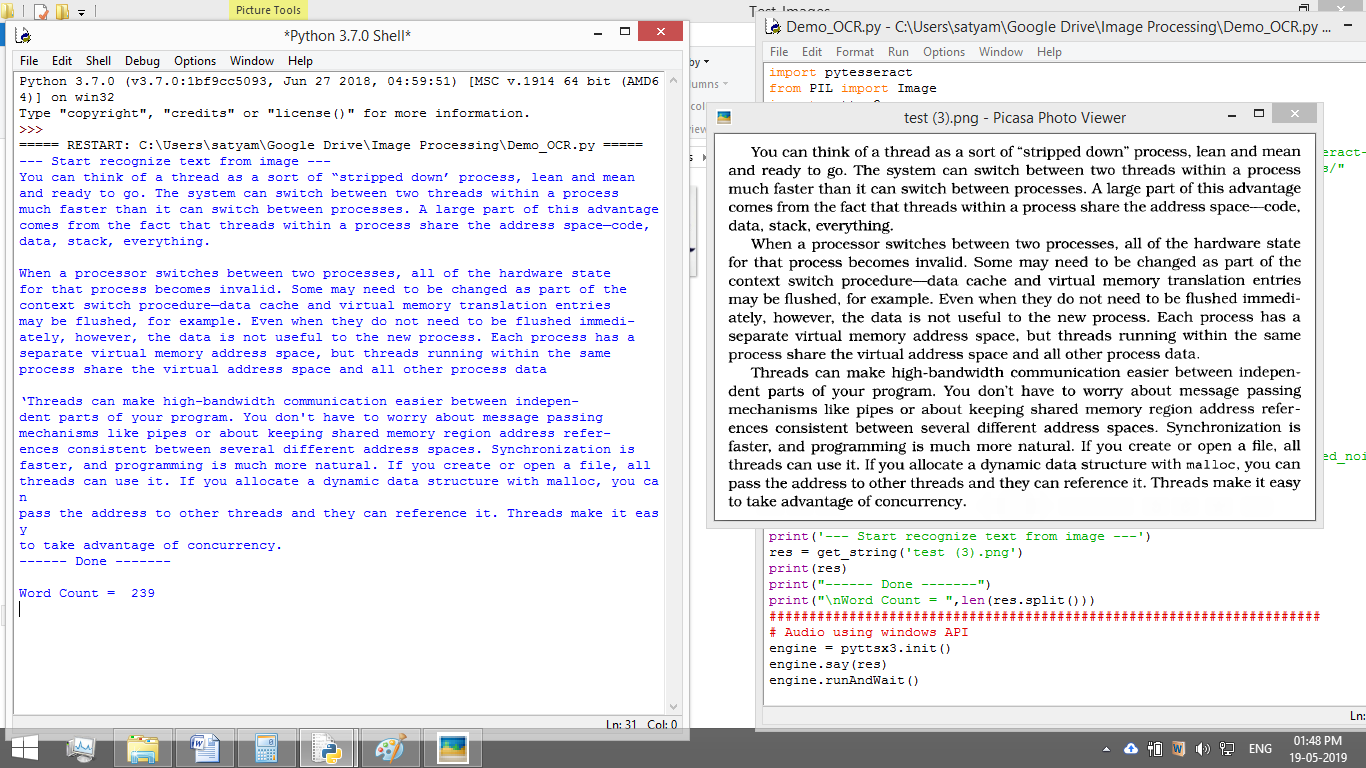 Picture Tools
Test Images
*Python 3.7.0 Shell*
File Edit Shell Debug Options Window Help
Python 3.7.0 (v3.7.0:1bf9cc5093, Jun 27 2018, 04:59:51) [MSC v.1914 64 bit (AMD6
4)] on win32
Type "copyright", "credits" or "license()" for more information.
>>>
===== RESTART: C:\Users\satyam\Google Drive\Image Processing\Demo_OCR.py =====
--- Start recognize text from image ---
You can think of a thread as a sort of “stripped down’ process, lean and mean
and ready to go. The system can switch between two threads within a process
much faster than it can switch between processes. A large part of this advantage
comes from the fact that threads within a process share the address space—code,
data, stack, everything.
When a processor switches between two processes, all of the hardware state
for that process becomes invalid. Some may need to be changed as part of the
context switch procedure—data cache and virtual memory translation entries
may be flushed, for example. Even when they do not need to be flushed immedi-
ately, however, the data is not useful to the new process. Each process has a
separate virtual memory address space, but threads running within the same
process share the virtual address space and all other process data
‘Threads can make high-bandwidth communication easier between indepen-
dent parts of your program. You don't have to worry about message passing
mechanisms like pipes or about keeping shared memory region address refer-
ences consistent between several different address spaces. Synchronization is
faster, and programming is much more natural. If you create or open a file, all
threads can use it. If you allocate a dynamic data structure with malloc, you ca
n
pass the address to other threads and they can reference it. Threads make it eas
y
to take advantage of concurrency.
------ Done -------
Word Count =  239
Ln: 31 Col: 0
Demo_OCR.py - C:\Users\satyam\Google Drive\Image Processing\Demo_OCR.py ...
File Edit Format Run Options Window Help
import pytesseract
from PIL import Image
test (3).png - Picasa Photo Viewer
You can think of a thread as a sort of “stripped down” process, lean and mean
and ready to go. The system can switch between two threads within a process
much faster than it can switch between processes. A large part of this advantage
comes from the fact that threads within a process share the address space—code,
data, stack, everything.
When a processor switches between two processes, all of the hardware state
for that process becomes invalid. Some may need to be changed as part of the
context switch procedure—data cache and virtual memory translation entries
may be flushed, for example. Even when they do not need to be flushed immedi-
ately, however, the data is not useful to the new process. Each process has a
separate virtual memory address space, but threads running within the same
process share the virtual address space and all other process data.
Threads can make high-bandwidth communication easier between indepen-
dent parts of your program. You don’t have to worry about message passing
mechanisms like pipes or about keeping shared memory region address refer-
ences consistent between several different address spaces. Synchronization is
faster, and programming is much more natural. If you create or open a file, all
threads can use it. If you allocate a dynamic data structure with malloc, you can
pass the address to other threads and they can reference it. Threads make it easy
to take advantage of concurrency.
print('--- Start recognize text from image ---')
res = get_string('test (3).png')
print(res)
print("------ Done -------")
print("\nWord Count = ",len(res.split()))
#####################################################################
# Audio using windows API
engine = pyttsx3.init()
engine.say(res)
engine.runAndWait()
Ln:
ENG
01:48 PM
19-05-2019